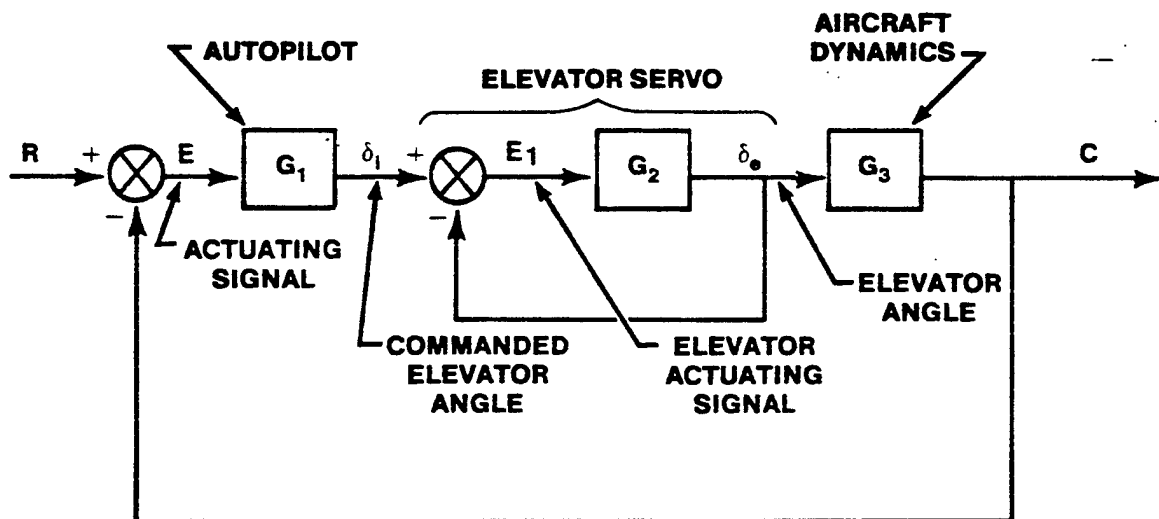 AUTOPILOT
ELEVATOR SERVO
AIRCRAFT
DYNAMICS
R
+
−
E
G₁
δᵢ
+
−
E₁
G₂
δₑ
G₃
C
ACTUATING
SIGNAL
COMMANDED
ELEVATOR
ANGLE
ELEVATOR
ACTUATING
SIGNAL
ELEVATOR
ANGLE